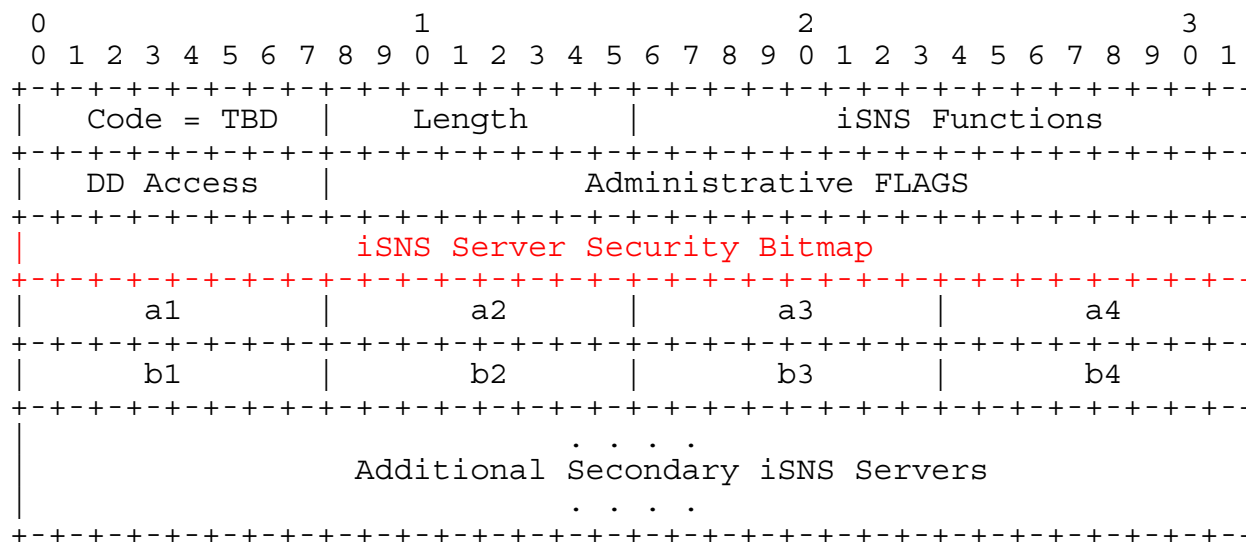 0                   1                   2                   3
0 1 2 3 4 5 6 7 8 9 0 1 2 3 4 5 6 7 8 9 0 1 2 3 4 5 6 7 8 9 0 1
+-+-+-+-+-+-+-+-+-+-+-+-+-+-+-+-+-+-+-+-+-+-+-+-+-+-+-+-+-+-+-+--
|   Code = TBD  |    Length     |          iSNS Functions
+-+-+-+-+-+-+-+-+-+-+-+-+-+-+-+-+-+-+-+-+-+-+-+-+-+-+-+-+-+-+-+--
|   DD Access   |             Administrative FLAGS
+-+-+-+-+-+-+-+-+-+-+-+-+-+-+-+-+-+-+-+-+-+-+-+-+-+-+-+-+-+-+-+--
|                 iSNS Server Security Bitmap
+-+-+-+-+-+-+-+-+-+-+-+-+-+-+-+-+-+-+-+-+-+-+-+-+-+-+-+-+-+-+-+--
|      a1       |       a2      |       a3      |       a4
+-+-+-+-+-+-+-+-+-+-+-+-+-+-+-+-+-+-+-+-+-+-+-+-+-+-+-+-+-+-+-+--
|      b1       |       b2      |       b3      |       b4
+-+-+-+-+-+-+-+-+-+-+-+-+-+-+-+-+-+-+-+-+-+-+-+-+-+-+-+-+-+-+-+--
|                            . . . .
|                 Additional Secondary iSNS Servers
|                            . . . .
+-+-+-+-+-+-+-+-+-+-+-+-+-+-+-+-+-+-+-+-+-+-+-+-+-+-+-+-+-+-+-+--